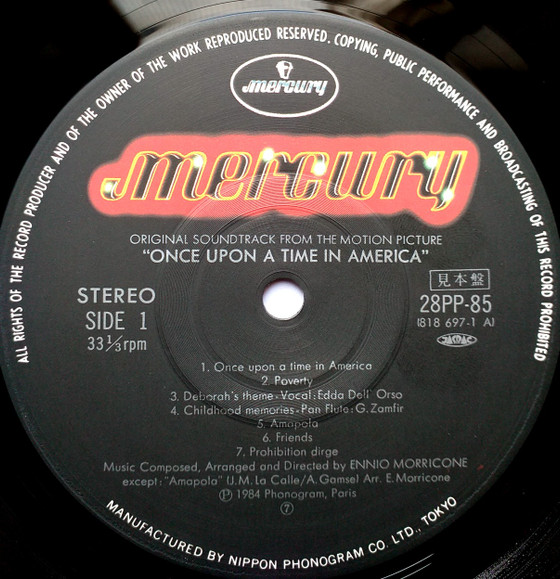 ALL RIGHTS OF THE RECORD PRODUCER AND OF THE OWNER OF THE WORK REPRODUCED RESERVED. COPYING, PUBLIC PERFORMANCE AND BROADCASTING OF THIS RECORD PROHIBITED
mercury
mercury
ORIGINAL SOUNDTRACK FROM THE MOTION PICTURE
"ONCE UPON A TIME IN AMERICA"
見本盤
STEREO
28PP-85
SIDE 1
(818 697-1 A)
33⅓rpm
JASRAC
1. Once upon a time in America
2. Poverty
3. Deborah's theme-Vocal: Edda Dell' Orso
4. Childhood memories-Pan Flute: G. Zamfir
5. Amapola
6. Friends
7. Prohibition dirge
Music Composed, Arranged and Directed by ENNIO MORRICONE
except: "Amapola" (J.M. La Calle/A. Gamse) Arr. E. Morricone
Ⓟ 1984 Phonogram, Paris
⑦
MANUFACTURED BY NIPPON PHONOGRAM CO. LTD., TOKYO